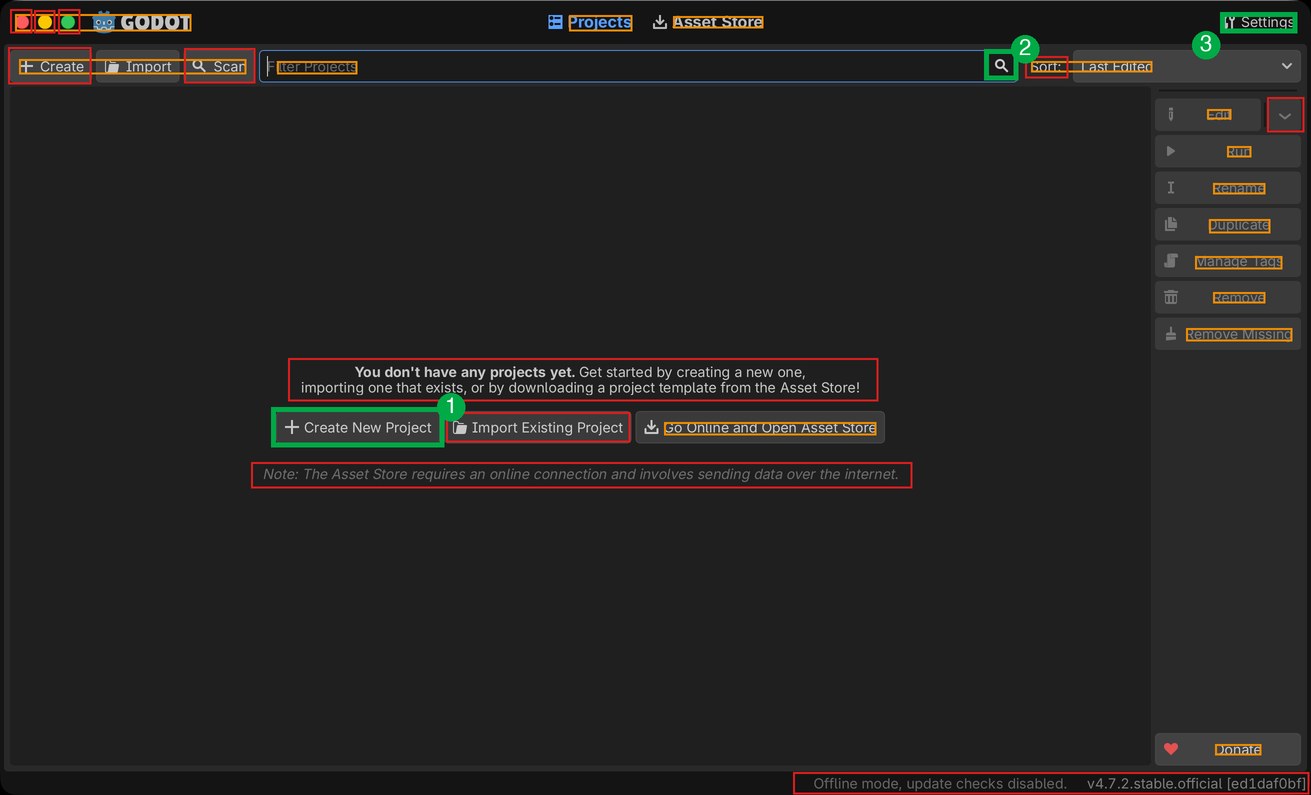 GODOT
Projects
Asset Store
Settings
2
3
Create
Import
Scan
Filter Projects
Sort:
Last Edited
Edit
Run
Rename
Duplicate
Manage Tags
Remove
Remove Missing
You don't have any projects yet. Get started by creating a new one,
importing one that exists, or by downloading a project template from the Asset Store!
1
Create New Project
Import Existing Project
Go Online and Open Asset Store
Note: The Asset Store requires an online connection and involves sending data over the internet.
Donate
Offline mode, update checks disabled.
v4.7.2.stable.official [ed1daf0bf]